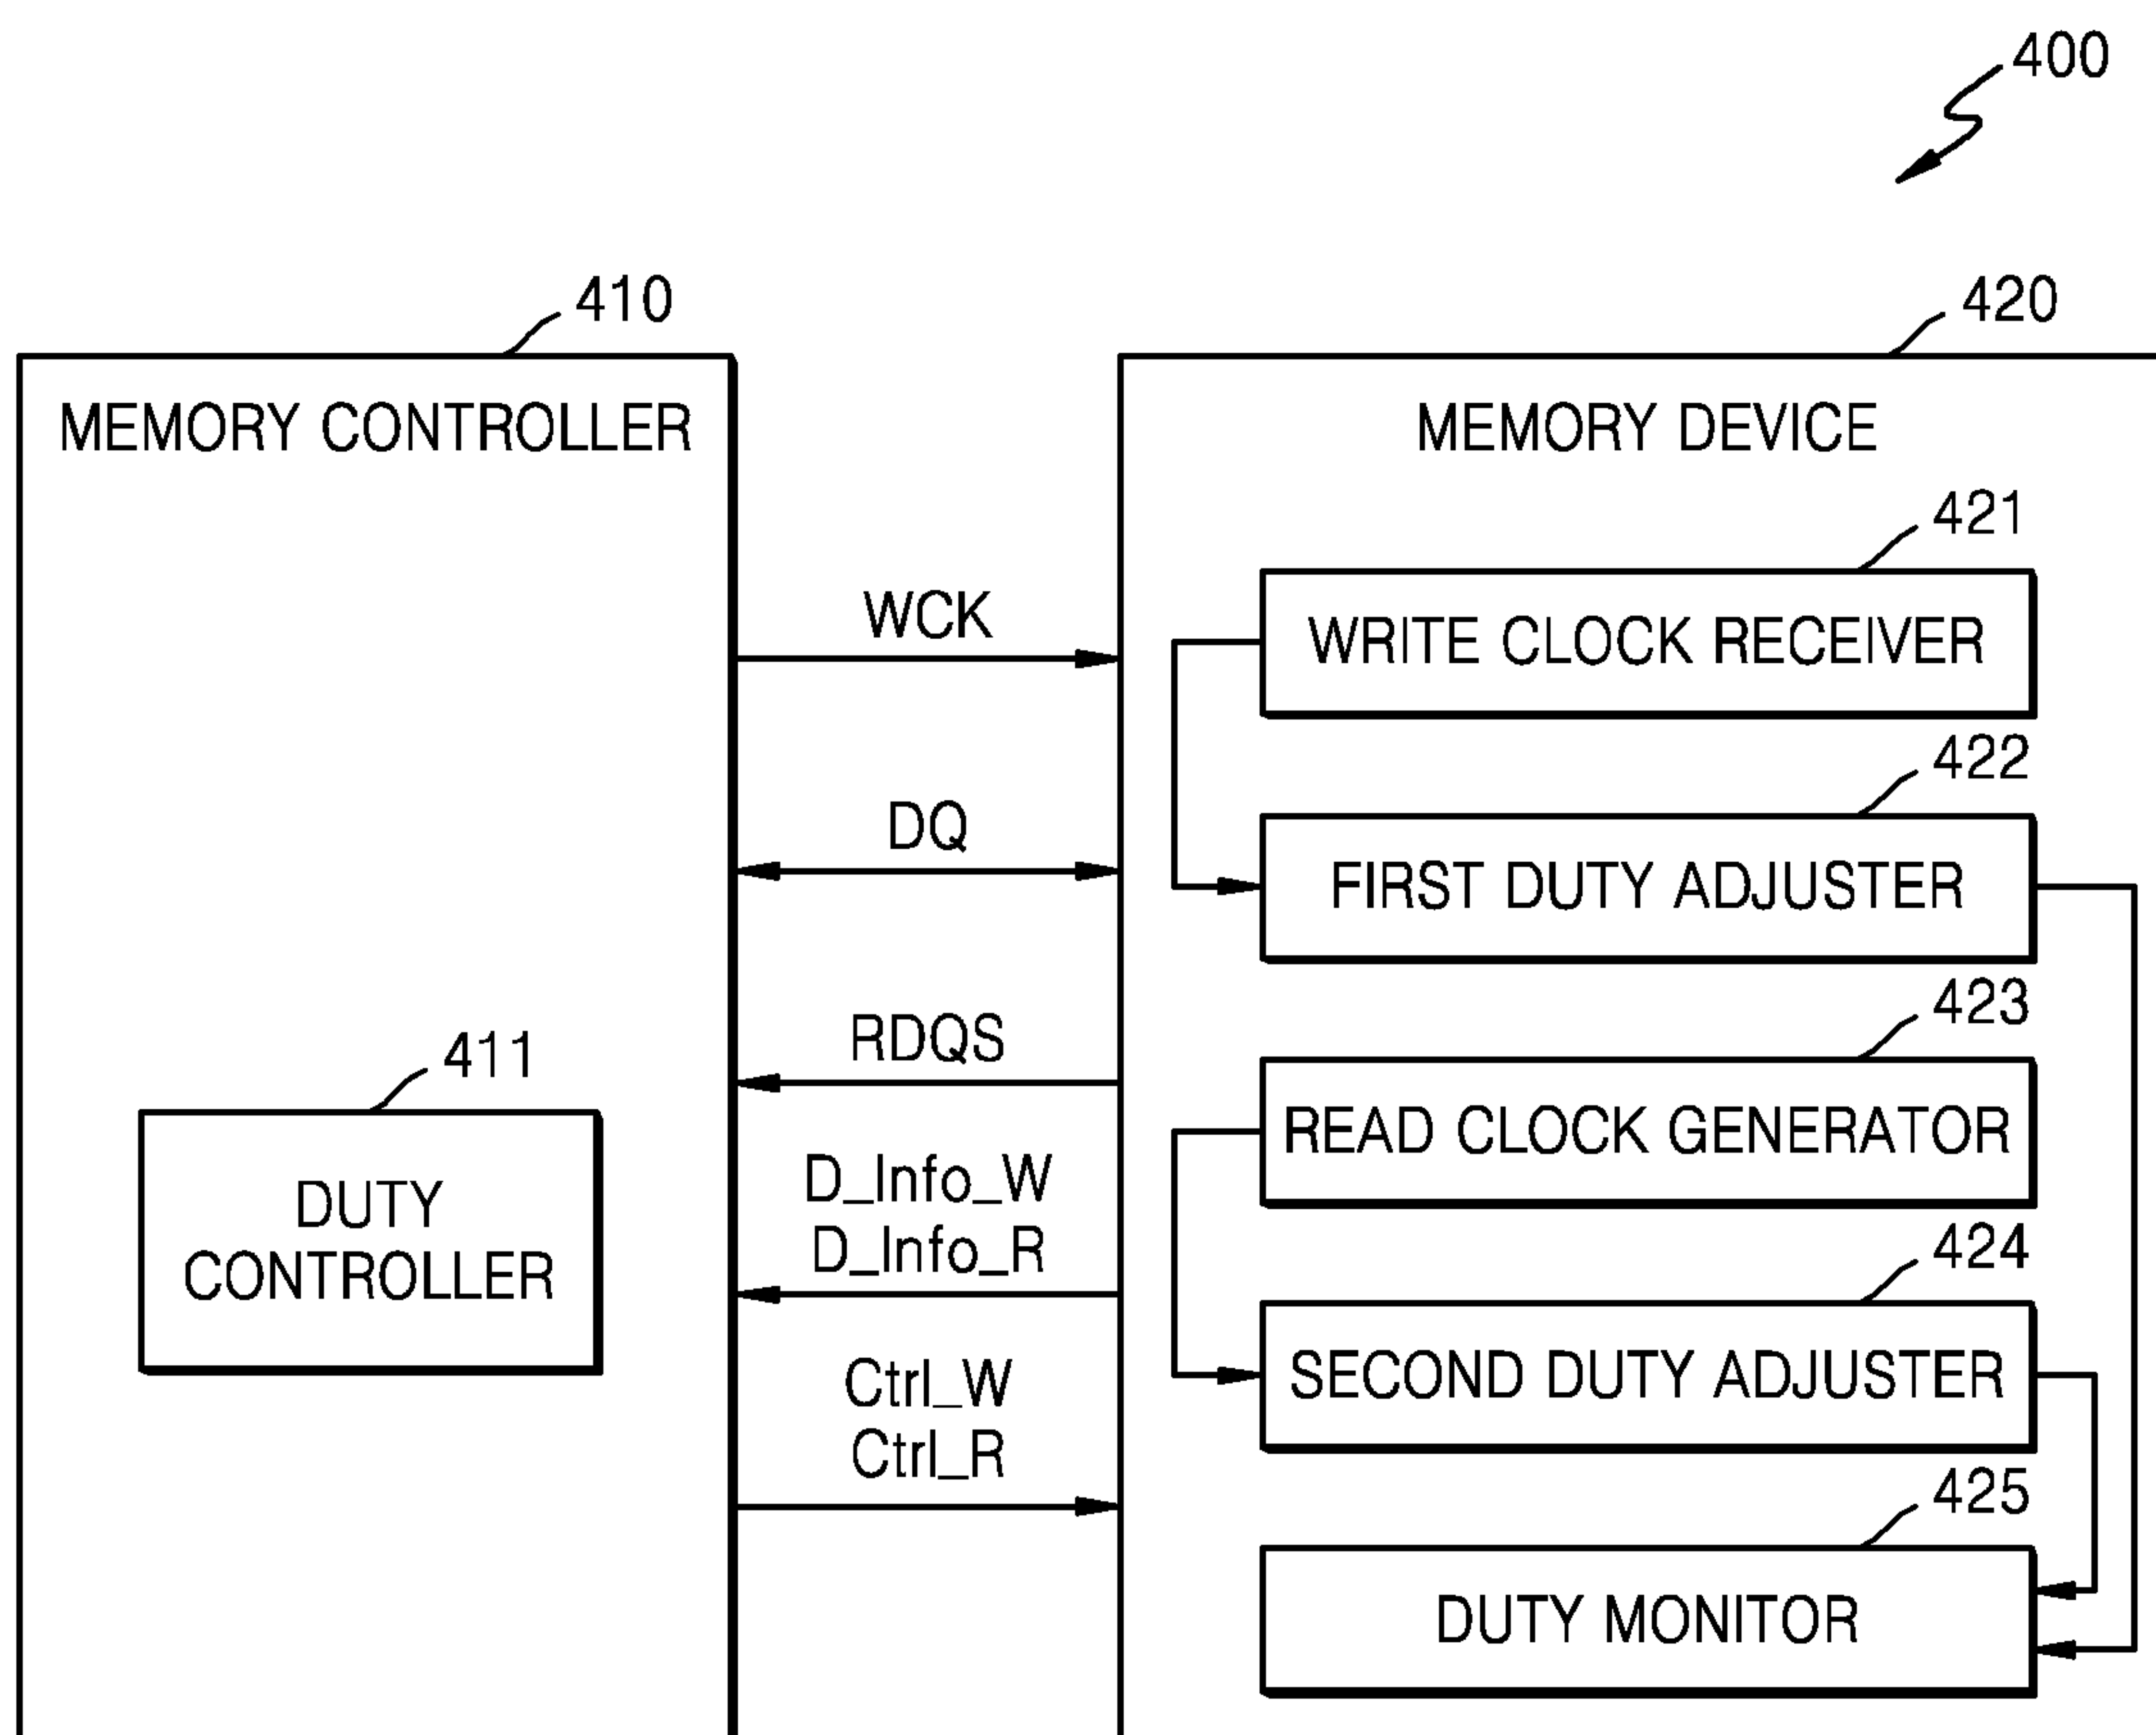 400
410
420
MEMORY CONTROLLER
MEMORY DEVICE
421
WCK
WRITE CLOCK RECEIVER
422
DQ
FIRST DUTY ADJUSTER
423
RDQS
411
READ CLOCK GENERATOR
D_Info_W
D_Info_R
DUTY
CONTROLLER
424
Ctrl_W
Ctrl_R
SECOND DUTY ADJUSTER
425
DUTY MONITOR